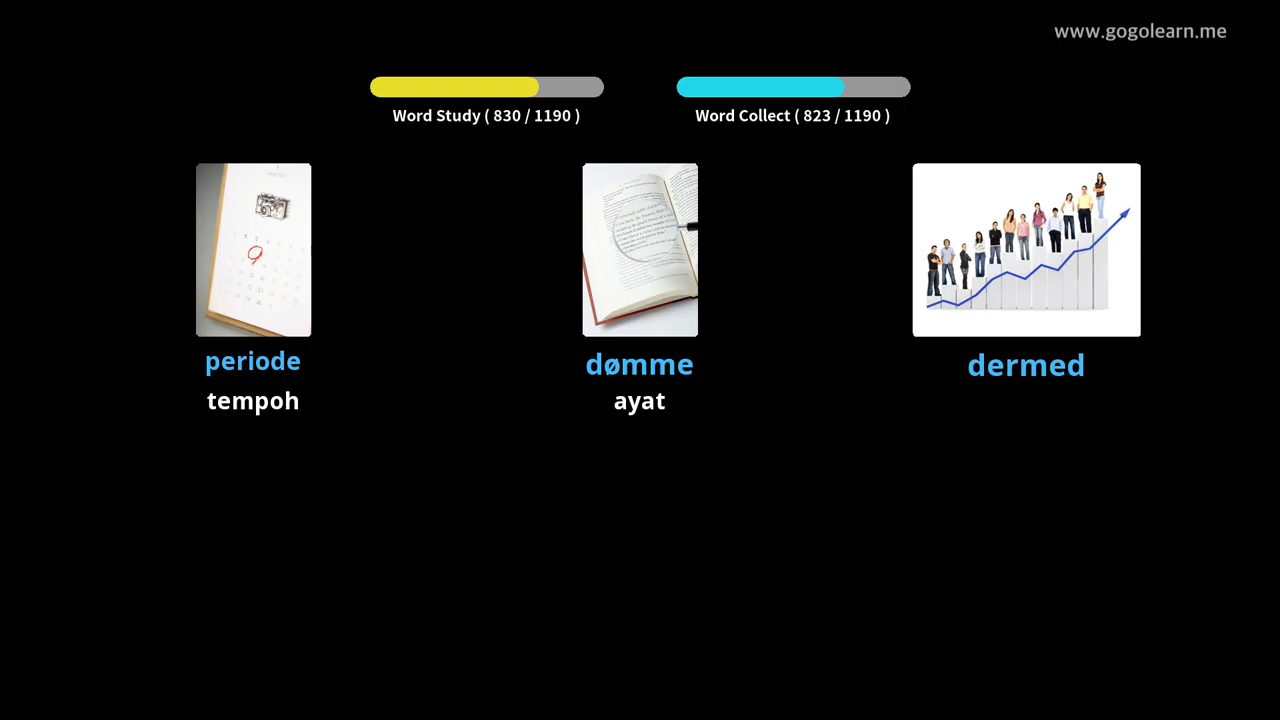 www.gogolearn.me
Word Study ( 830 / 1190 )
Word Collect ( 823 / 1190 )
periode
dømme
dermed
tempoh
ayat